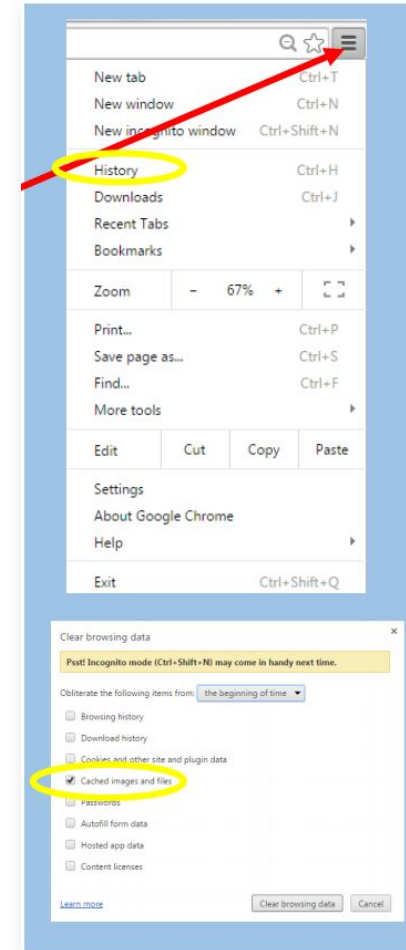 New tab Ctrl+T
New window Ctrl+N
New incognito window Ctrl+Shift+N
History Ctrl+H
Downloads Ctrl+J
Recent Tabs
Bookmarks
Zoom - 67% +
Print... Ctrl+P
Save page as... Ctrl+S
Find... Ctrl+F
More tools
Edit Cut Copy Paste
Settings
About Google Chrome
Help
Exit Ctrl+Shift+Q
Clear browsing data ×
Psst! Incognito mode (Ctrl+Shift+N) may come in handy next time.
Obliterate the following items from: the beginning of time
Browsing history
Download history
Cookies and other site and plugin data
Cached images and files
Passwords
Autofill form data
Hosted app data
Content licenses
Learn more Clear browsing data Cancel